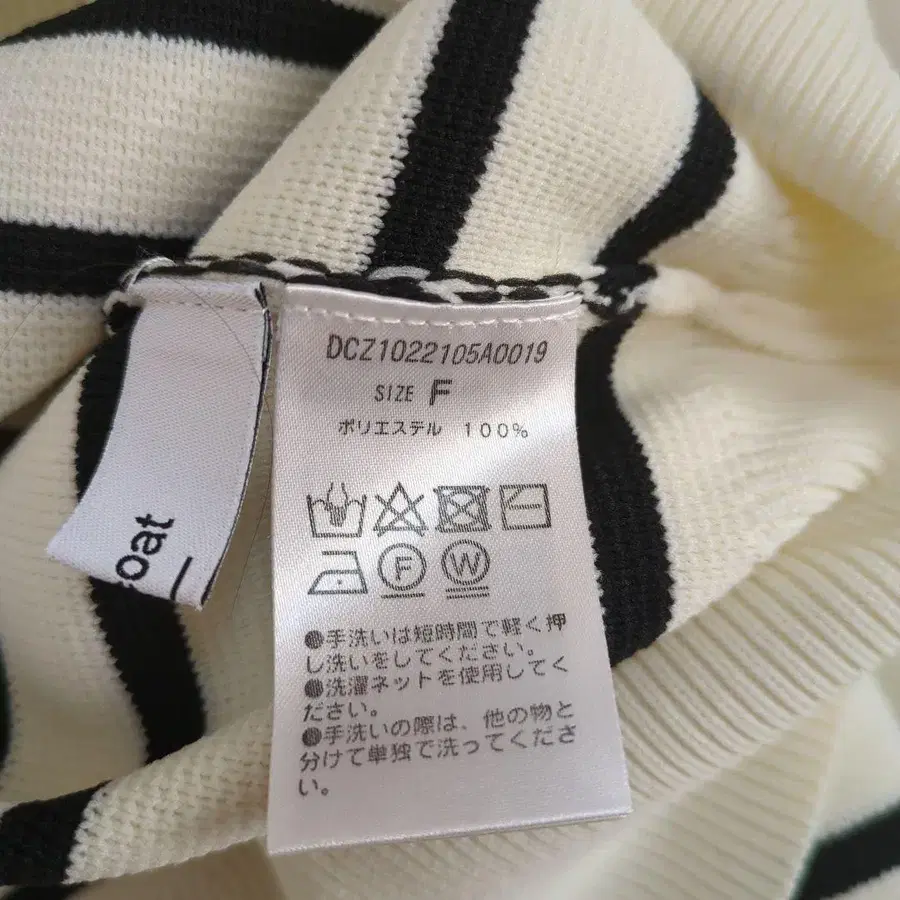 DCZ1022105A0019
SIZE F
ポリエステル 100%
F
W
●手洗いは短時間で軽く押
し洗いをしてください。
●洗濯ネットを使用してく
ださい。
●手洗いの際は、他の物と
分けて単独で洗ってくださ
い。